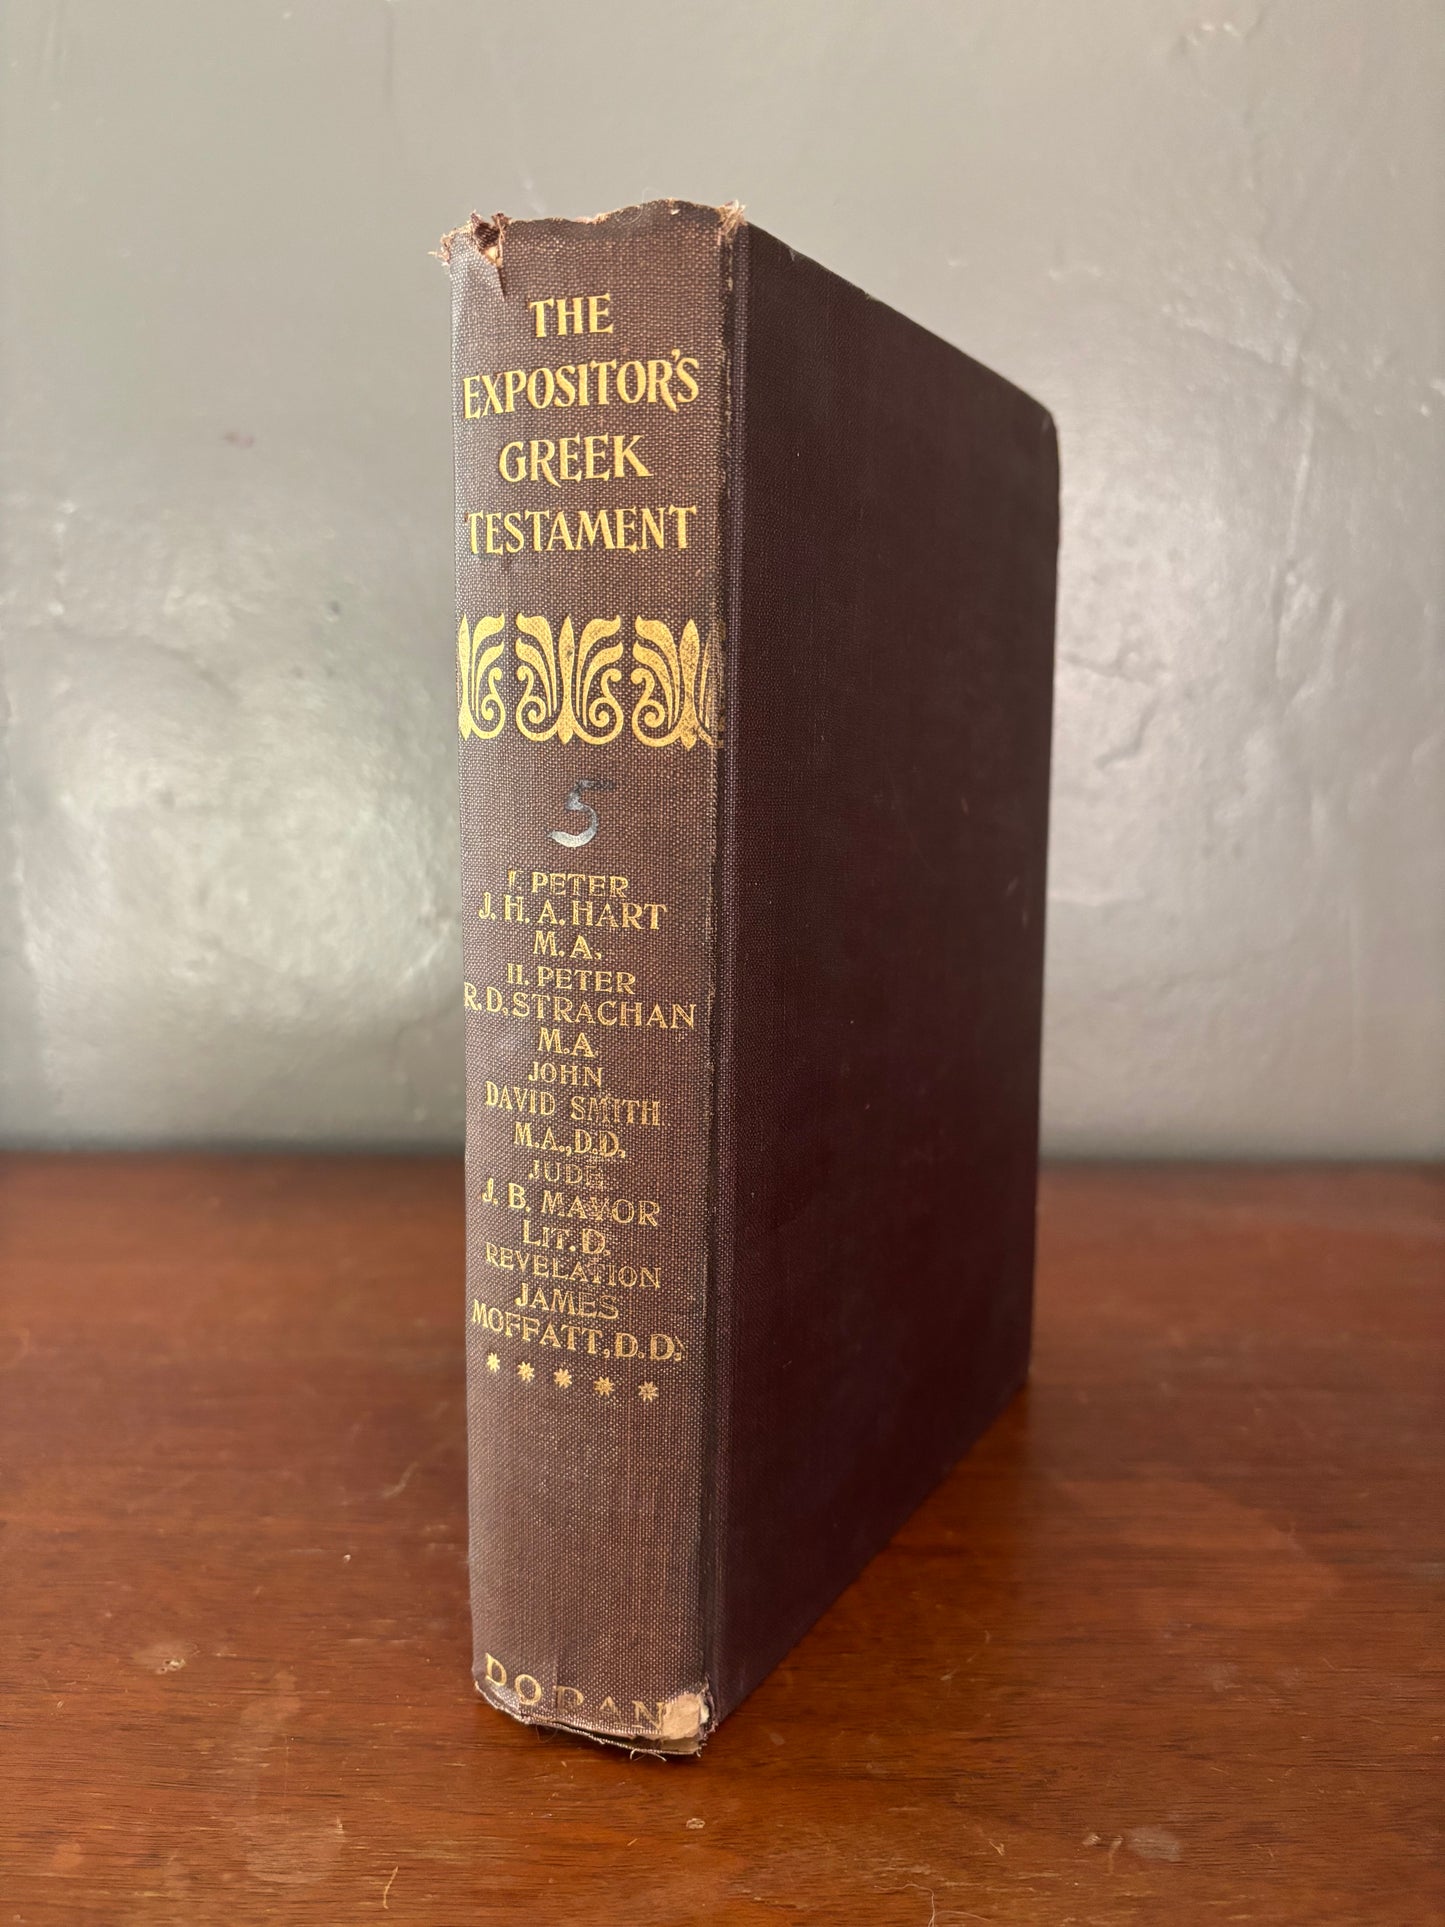 THE
EXPOSITOR'S
GREEK
TESTAMENT
5
I. PETER
J. H. A. HART
M. A.
II. PETER
R. D. STRACHAN
M. A.
JOHN
DAVID SMITH
M. A., D. D.
JUDE
J. B. MAYOR
LIT. D.
REVELATION
JAMES
MOFFATT, D. D.
* * * * *
DORAN